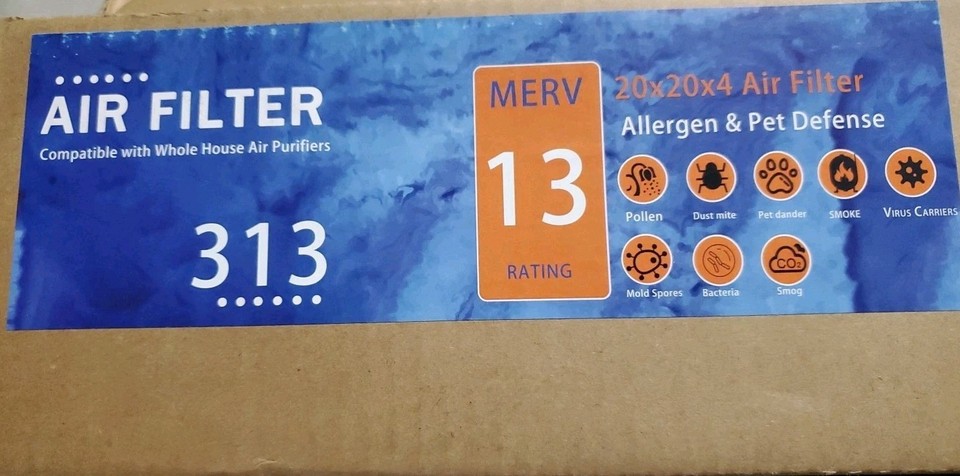 AIR FILTER
Compatible with Whole House Air Purifiers
313
MERV
13
RATING
20x20x4 Air Filter
Allergen & Pet Defense
Pollen
Dust mite
Pet dander
SMOKE
VIRUS CARRIERS
Mold Spores
Bacteria
CO2
Smog